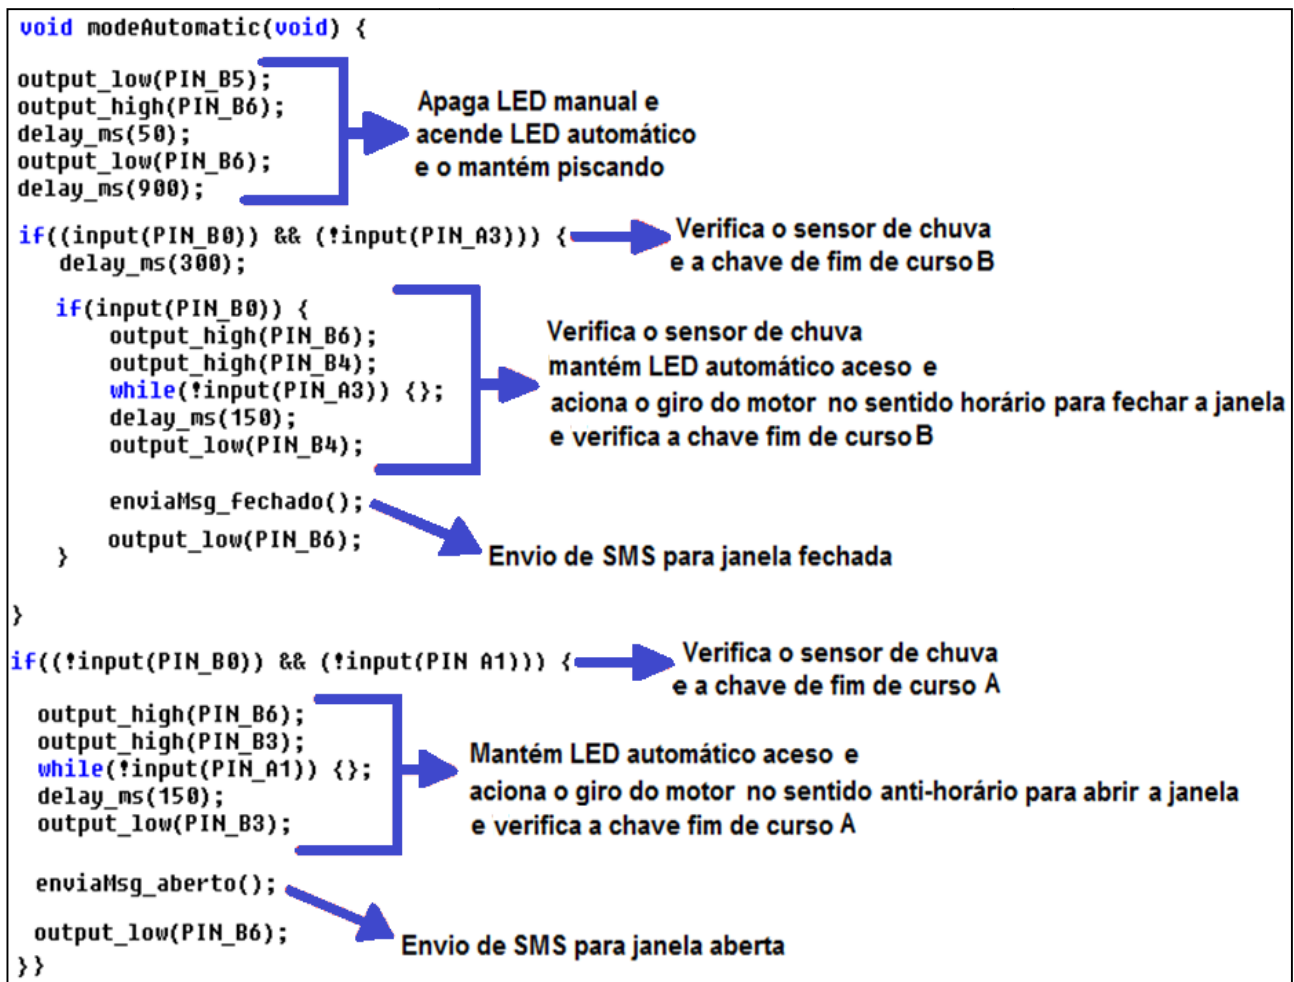 void modeAutomatic(void) {
output_low(PIN_B5);
output_high(PIN_B6);
delay_ms(50);
output_low(PIN_B6);
delay_ms(900);
Apaga LED manual e
acende LED automático
e o mantém piscando
if((input(PIN_B0)) && (!input(PIN_A3))) {
delay_ms(300);
Verifica o sensor de chuva
e a chave de fim de curso B
if(input(PIN_B0)) {
output_high(PIN_B6);
output_high(PIN_B4);
while(!input(PIN_A3)) {};
delay_ms(150);
output_low(PIN_B4);
Verifica o sensor de chuva
mantém LED automático aceso e
aciona o giro do motor no sentido horário para fechar a janela
e verifica a chave fim de curso B
enviaMsg_fechado();
output_low(PIN_B6);
}
Envio de SMS para janela fechada
}
if((!input(PIN_B0)) && (!input(PIN A1))) {
Verifica o sensor de chuva
e a chave de fim de curso A
output_high(PIN_B6);
output_high(PIN_B3);
while(!input(PIN_A1)) {};
delay_ms(150);
output_low(PIN_B3);
Mantém LED automático aceso e
aciona o giro do motor no sentido anti-horário para abrir a janela
e verifica a chave fim de curso A
enviaMsg_aberto();
output_low(PIN_B6);
Envio de SMS para janela aberta
}}